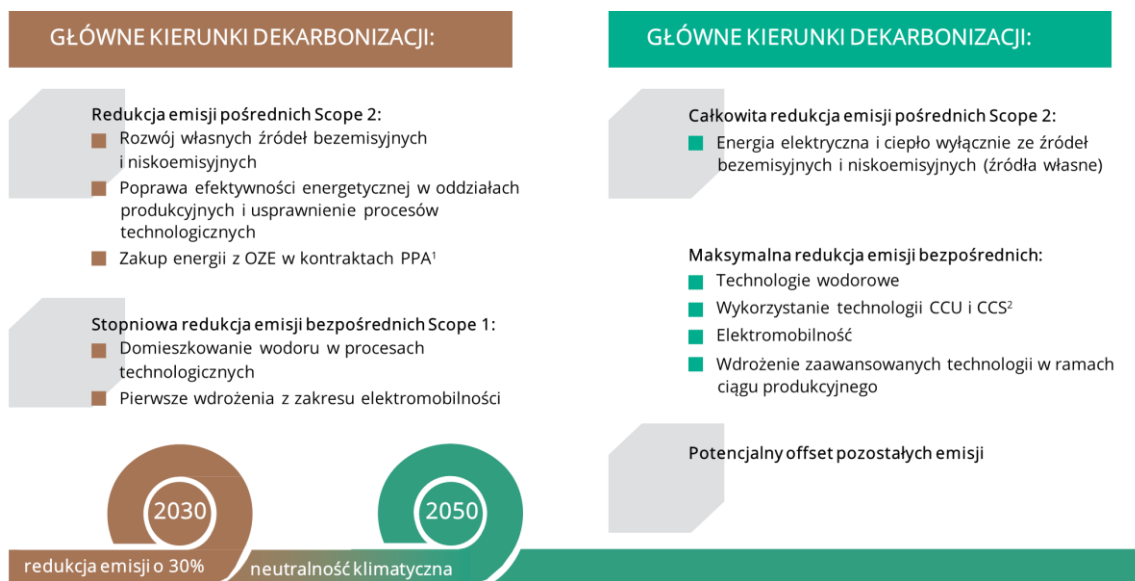 GŁÓWNE KIERUNKI DEKARBONIZACJI:
Redukcja emisji pośrednich Scope 2:
Rozwój własnych źródeł bezemisyjnych
i niskoemisyjnych
Poprawa efektywności energetycznej w oddziałach
produkcyjnych i usprawnienie procesów
technologicznych
Zakup energii z OZE w kontraktach PPA¹
Stopniowa redukcja emisji bezpośrednich Scope 1:
Domieszkowanie wodoru w procesach
technologicznych
Pierwsze wdrożenia z zakresu elektromobilności
GŁÓWNE KIERUNKI DEKARBONIZACJI:
Całkowita redukcja emisji pośrednich Scope 2:
Energia elektryczna i ciepło wyłącznie ze źródeł
bezemisyjnych i niskoemisyjnych (źródła własne)
Maksymalna redukcja emisji bezpośrednich:
Technologie wodorowe
Wykorzystanie technologii CCU i CCS²
Elektromobilność
Wdrożenie zaawansowanych technologii w ramach
ciągu produkcyjnego
Potencjalny offset pozostałych emisji
2030
2050
redukcja emisji o 30%
neutralność klimatyczna